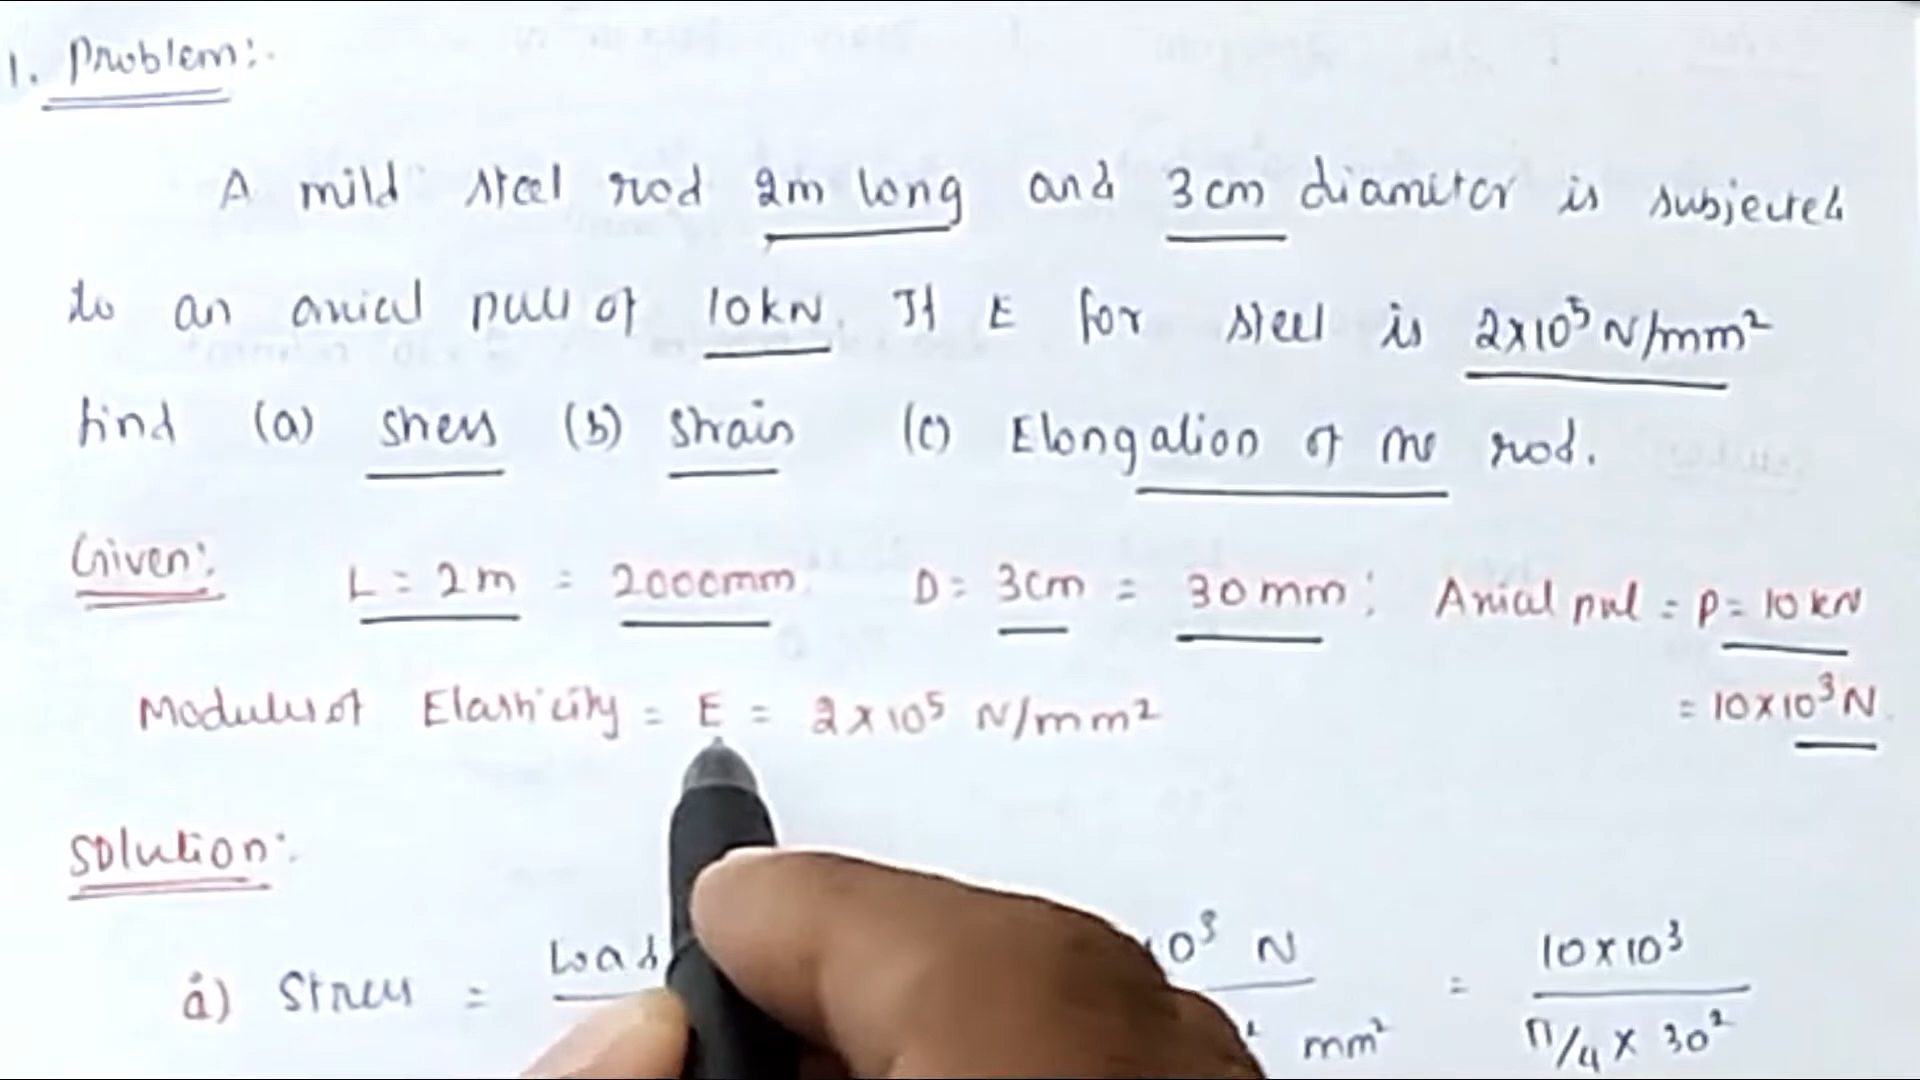 1. Problem:-
A mild steel rod 2m long and 3cm diameter is subjected
to an axial pull of 10kN. If E for steel is 2x10⁵ N/mm²
find (a) stress (b) strain (c) Elongation of the rod.
Given: L = 2m = 2000mm. D = 3cm = 30mm; Axial pul = P = 10kN
= 10x10³N.
Modulus of Elasticity = E = 2x10⁵ N/mm²
Solution:
a) Stress = Load 0³ N = 10x10³
mm² π/4 x 30²